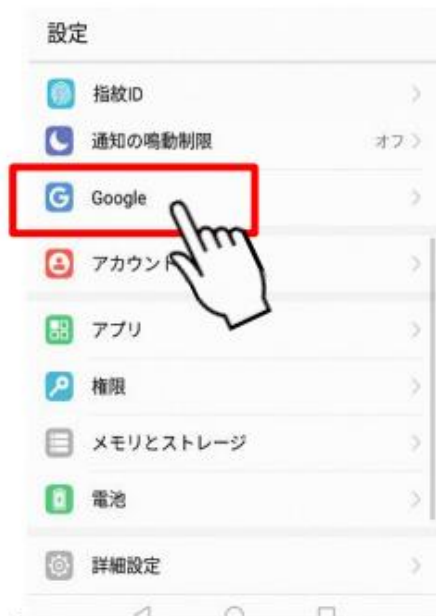 設定
指紋ID
通知の鳴動制限 オフ
Google
アカウント
アプリ
権限
メモリとストレージ
電池
詳細設定